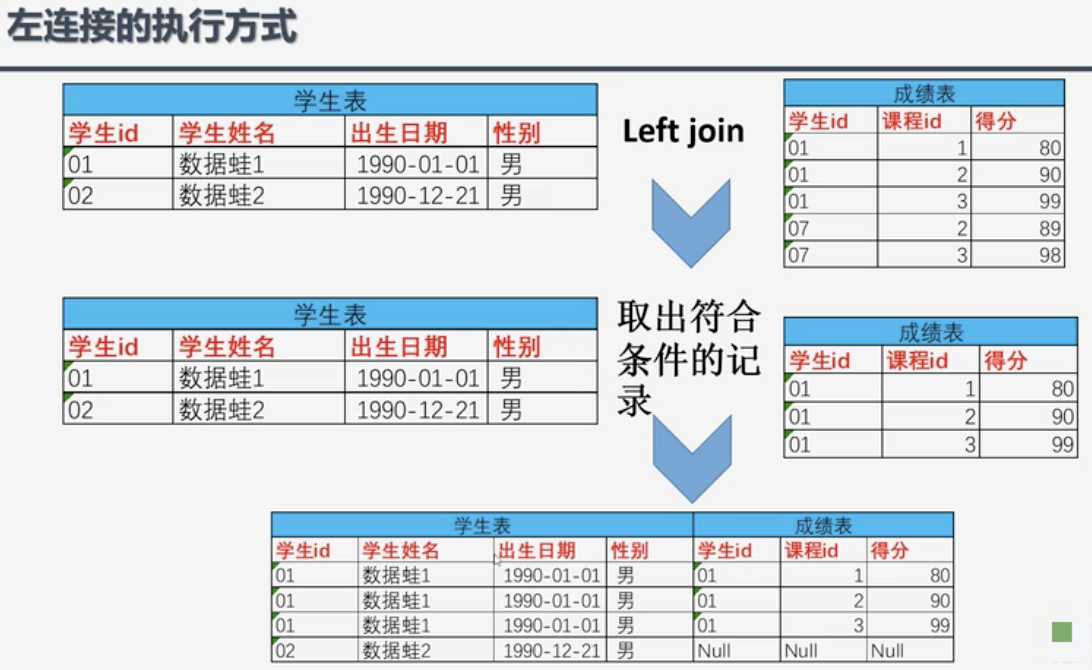 左连接的执行方式
学生表
学生id 学生姓名 出生日期 性别
01 数据蛙1 1990-01-01 男
02 数据蛙2 1990-12-21 男
Left join
成绩表
学生id 课程id 得分
01 1 80
01 2 90
01 3 99
07 2 89
07 3 98
学生表
学生id 学生姓名 出生日期 性别
01 数据蛙1 1990-01-01 男
02 数据蛙2 1990-12-21 男
取出符合
条件的记
录
成绩表
学生id 课程id 得分
01 1 80
01 2 90
01 3 99
学生表 成绩表
学生id 学生姓名 出生日期 性别 学生id 课程id 得分
01 数据蛙1 1990-01-01 男 01 1 80
01 数据蛙1 1990-01-01 男 01 2 90
01 数据蛙1 1990-01-01 男 01 3 99
02 数据蛙2 1990-12-21 男 Null Null Null